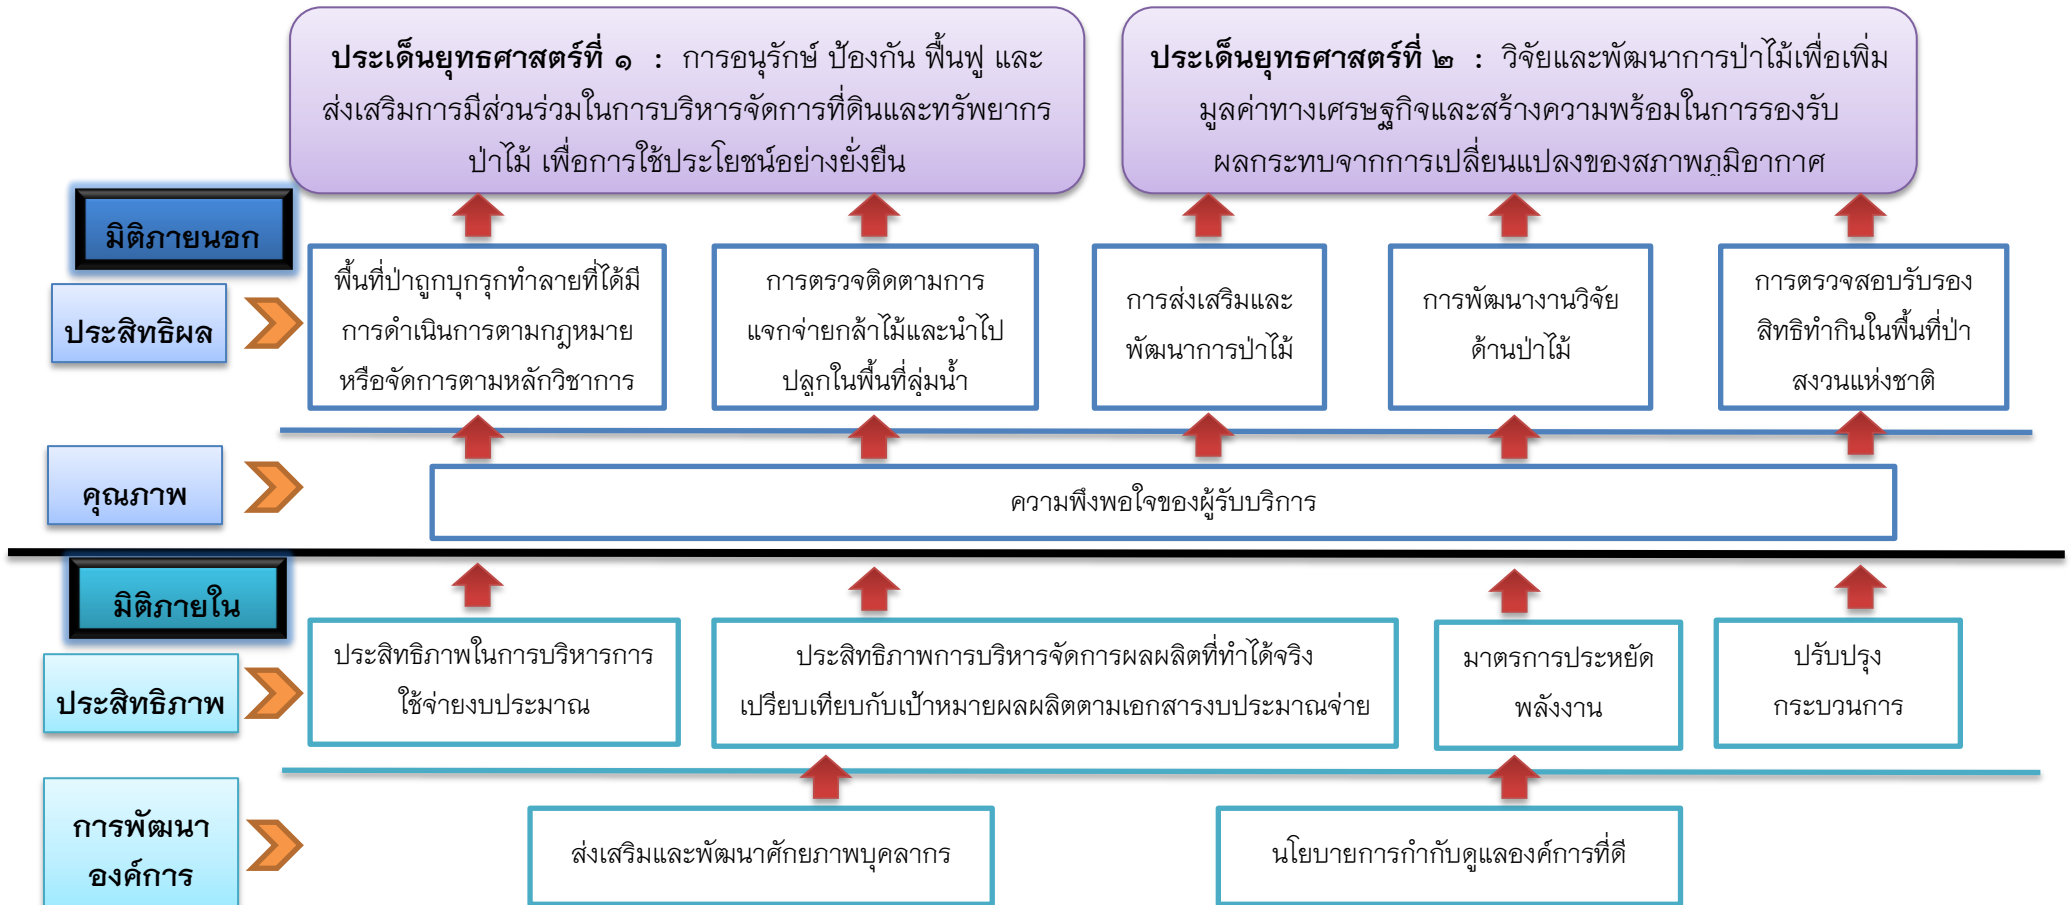 ประเด็นยุทธศาสตร์ที่ ๑ : การอนุรักษ์ ป้องกัน ฟื้นฟู และ
ส่งเสริมการมีส่วนร่วมในการบริหารจัดการที่ดินและทรัพยากร
ป่าไม้ เพื่อการใช้ประโยชน์อย่างยั่งยืน
ประเด็นยุทธศาสตร์ที่ ๒ : วิจัยและพัฒนาการป่าไม้เพื่อเพิ่ม
มูลค่าทางเศรษฐกิจและสร้างความพร้อมในการรองรับ
ผลกระทบจากการเปลี่ยนแปลงของสภาพภูมิอากาศ
มิติภายนอก
ประสิทธิผล
พื้นที่ป่าถูกบุกรุกทำลายที่ได้มี
การดำเนินการตามกฎหมาย
หรือจัดการตามหลักวิชาการ
การตรวจติดตามการ
แจกจ่ายกล้าไม้และนำไป
ปลูกในพื้นที่ลุ่มน้ำ
การส่งเสริมและ
พัฒนาการป่าไม้
การพัฒนางานวิจัย
ด้านป่าไม้
การตรวจสอบรับรอง
สิทธิทำกินในพื้นที่ป่า
สงวนแห่งชาติ
คุณภาพ
ความพึงพอใจของผู้รับบริการ
มิติภายใน
ประสิทธิภาพ
ประสิทธิภาพในการบริหารการ
ใช้จ่ายงบประมาณ
ประสิทธิภาพการบริหารจัดการผลผลิตที่ทำได้จริง
เปรียบเทียบกับเป้าหมายผลผลิตตามเอกสารงบประมาณจ่าย
มาตรการประหยัด
พลังงาน
ปรับปรุง
กระบวนการ
การพัฒนา
องค์การ
ส่งเสริมและพัฒนาศักยภาพบุคลากร
นโยบายการกำกับดูแลองค์การที่ดี